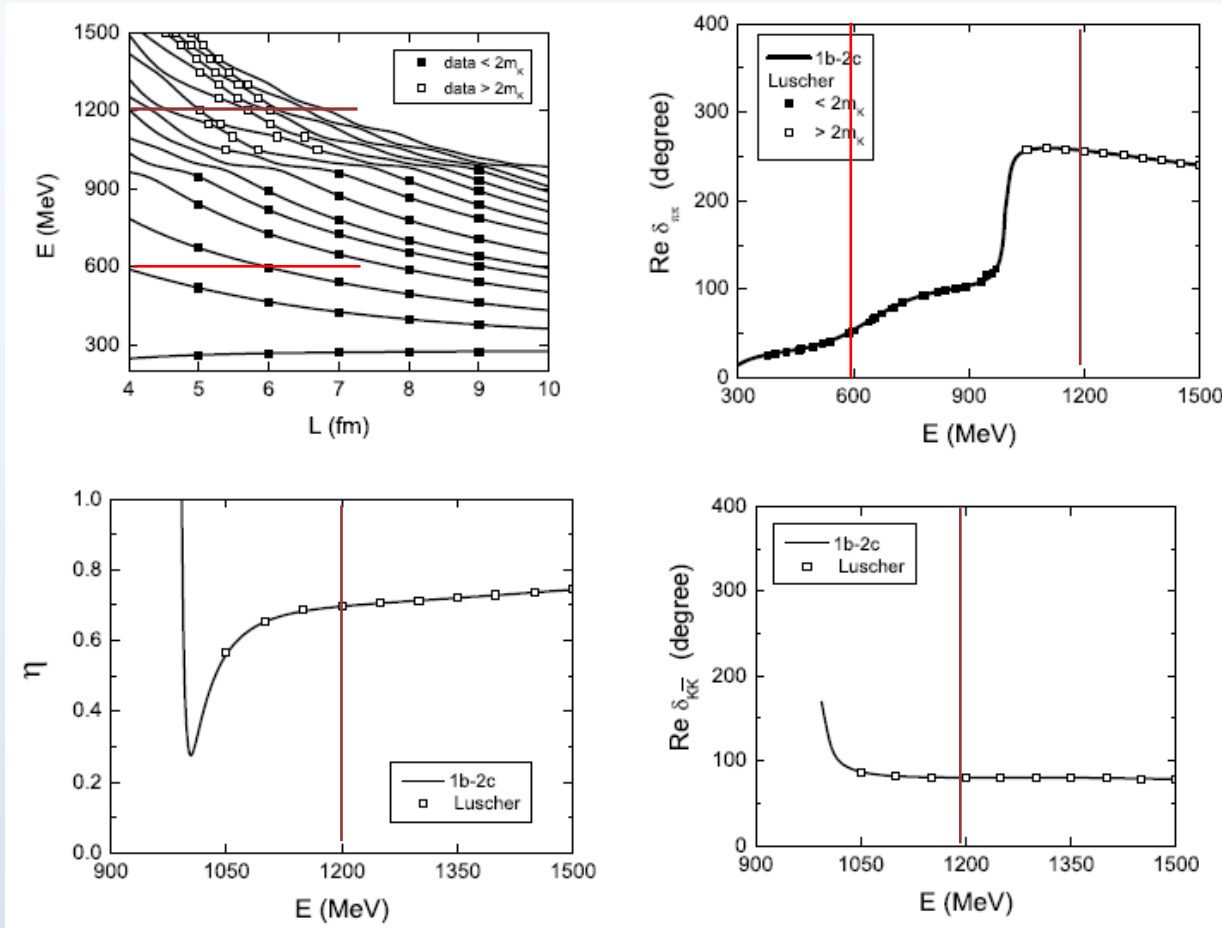 1500
1200
900
600
300
E (MeV)
data < 2m_K
data > 2m_K
4 5 6 7 8 9 10
L (fm)
400
300
200
100
0
Re δ_ππ (degree)
1b-2c
Luscher
< 2m_K
> 2m_K
300 600 900 1200 1500
E (MeV)
1.0
0.8
0.6
0.4
0.2
0.0
η
1b-2c
Luscher
900 1050 1200 1350 1500
E (MeV)
400
300
200
100
0
Re δ_KK̅ (degree)
1b-2c
Luscher
900 1050 1200 1350 1500
E (MeV)